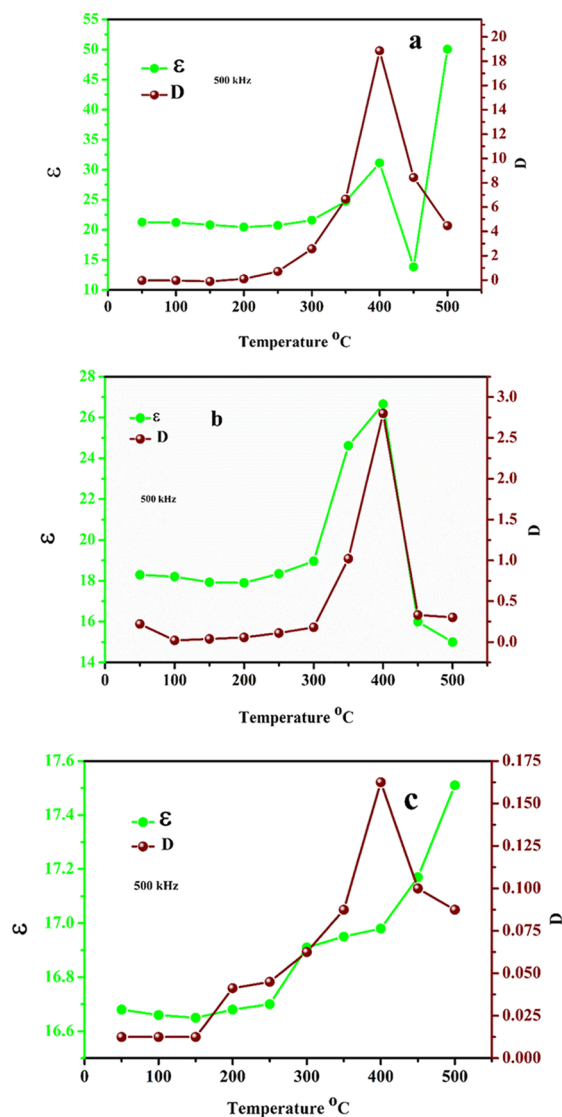 a
ε
D
500 kHz
55
50
45
40
35
30
25
20
15
10
20
18
16
14
12
10
8
6
4
2
0
ε
D
0 100 200 300 400 500
Temperature °C
b
ε
D
500 kHz
28
26
24
22
20
18
16
14
3.0
2.5
2.0
1.5
1.0
0.5
0.0
ε
D
0 100 200 300 400 500
Temperature °C
c
ε
D
500 kHz
17.6
17.4
17.2
17.0
16.8
16.6
0.175
0.150
0.125
0.100
0.075
0.050
0.025
0.000
ε
D
0 100 200 300 400 500
Temperature °C